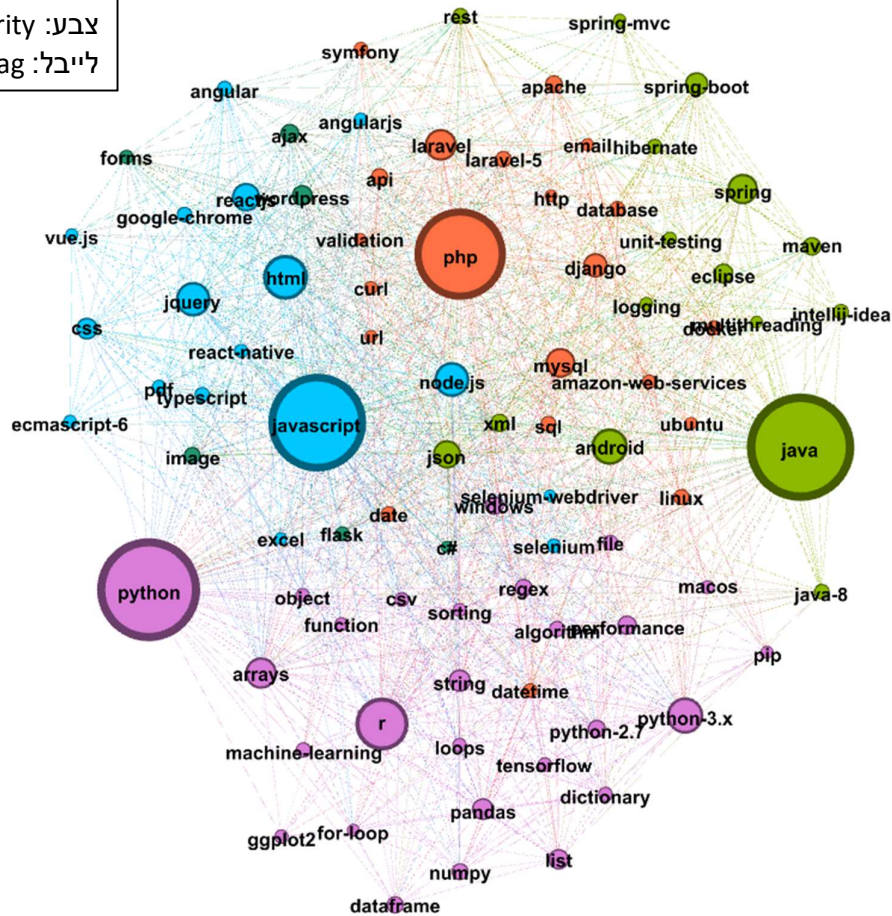 צבע: rity
לייבל: ag
rest
spring-mvc
symfony
angular
apache
spring-boot
ajax
angularjs
forms
laravel
laravel-5
email
hibernate
api
reactjs
wordpress
http
spring
google-chrome
database
vue.js
validation
php
unit-testing
maven
html
django
eclipse
jquery
curl
logging
intellij-idea
css
docker
multithreading
url
react-native
mysql
pdf
typescript
node.js
amazon-web-services
ecmascript-6
javascript
xml
sql
ubuntu
image
json
android
java
selenium-webdriver
windows
linux
date
excel
flask
c#
selenium
file
python
object
csv
regex
macos
java-8
function
sorting
algorithm
performance
pip
arrays
string
datetime
r
python-2.7
python-3.x
machine-learning
loops
tensorflow
dictionary
pandas
ggplot2
for-loop
list
numpy
dataframe